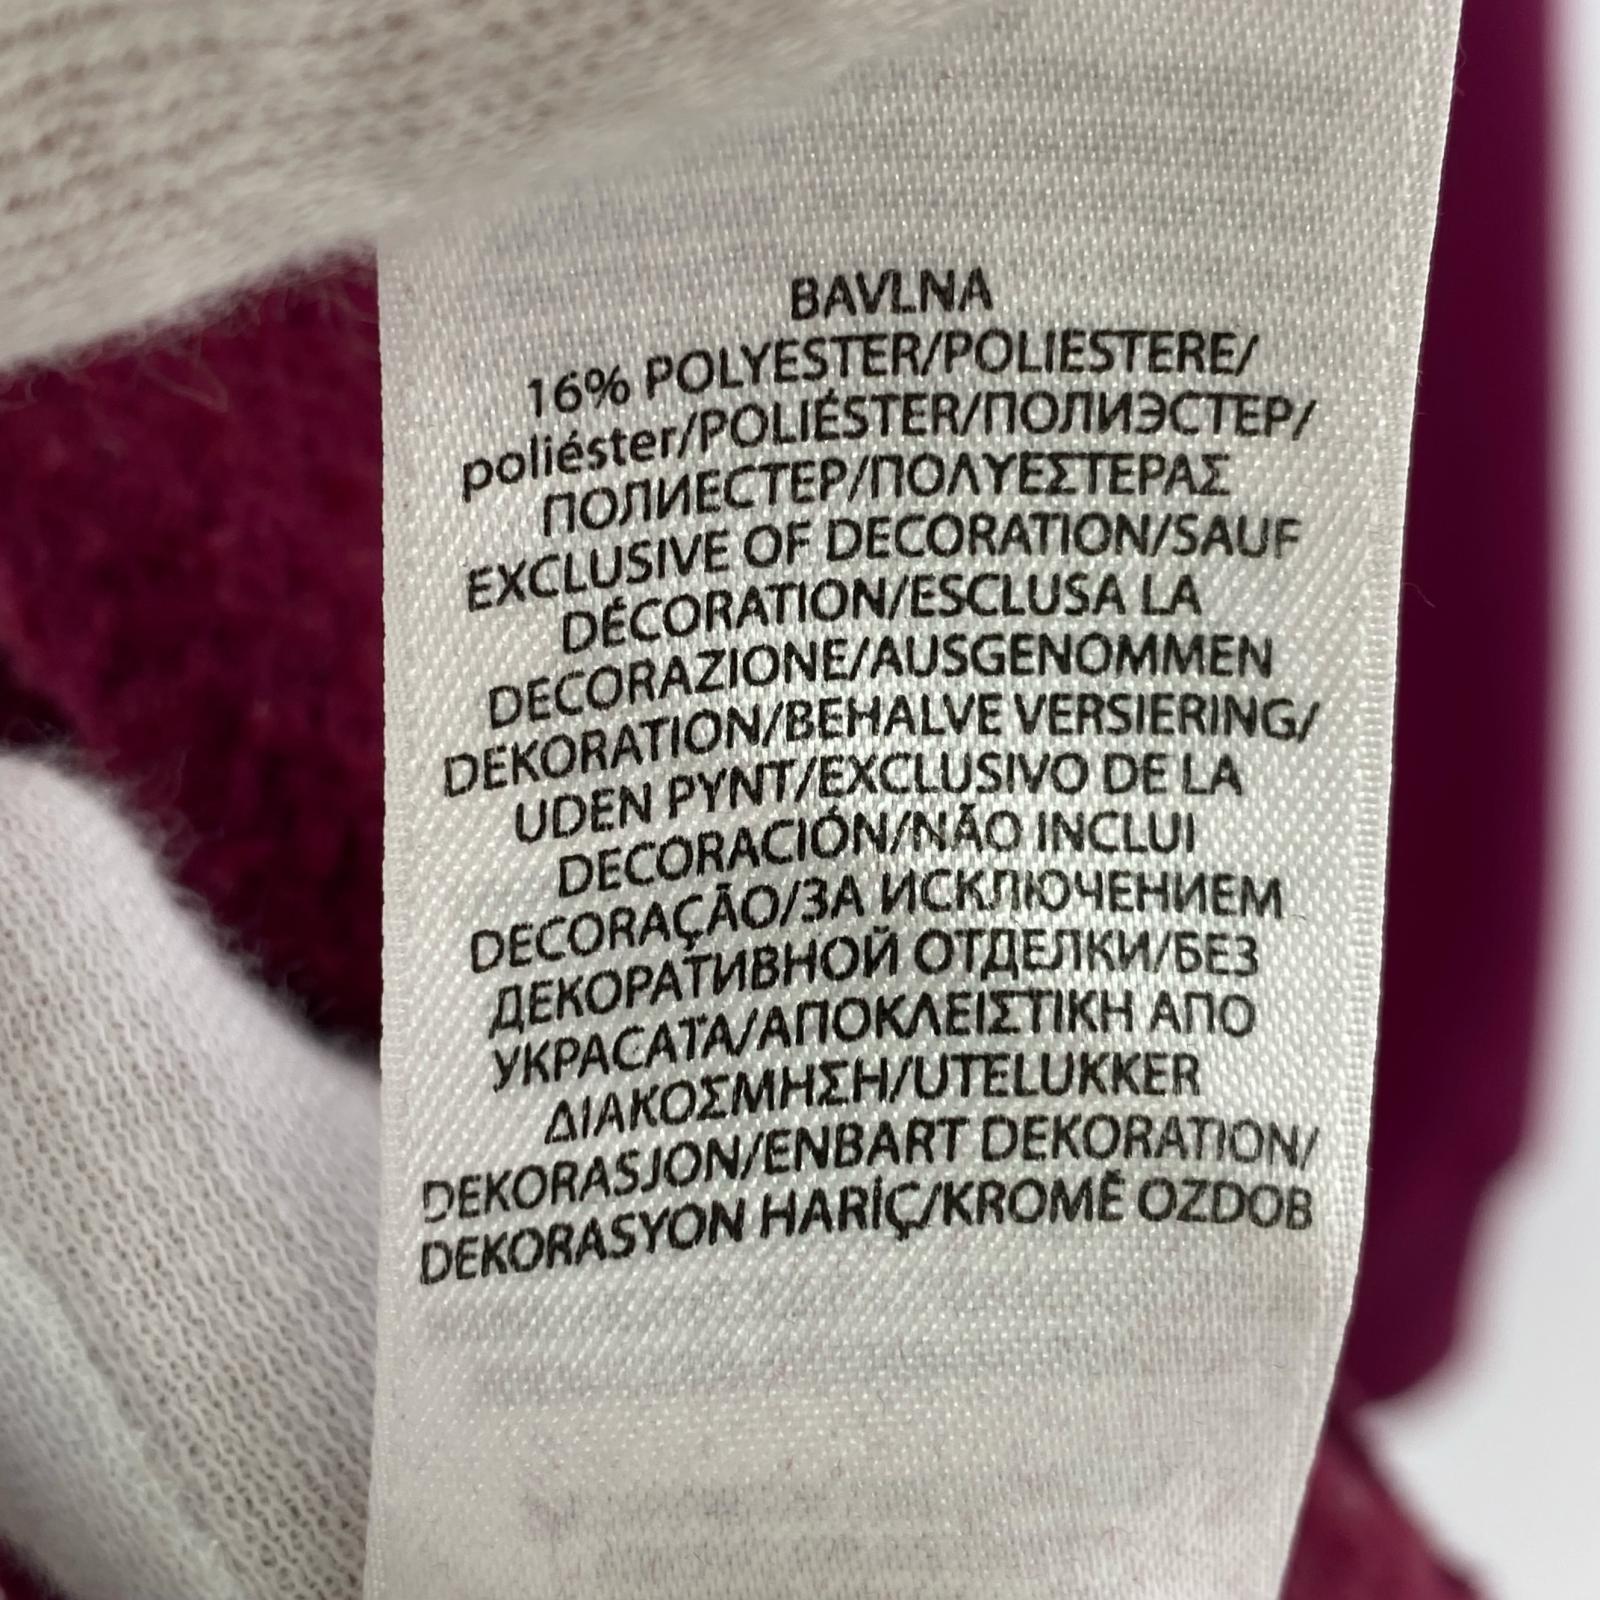 BAVLNA
16% POLYESTER/POLIESTERE/
poliéster/POLIÉSTER/ПОЛИЭСТЕР/
ПОЛИЕСТЕР/ΠΟΛΥΕΣΤΕΡΑΣ
EXCLUSIVE OF DECORATION/SAUF
DÉCORATION/ESCLUSA LA
DECORAZIONE/AUSGENOMMEN
DEKORATION/BEHALVE VERSIERING/
UDEN PYNT/EXCLUSIVO DE LA
DECORACIÓN/NÃO INCLUI
DECORAÇÃO/ЗА ИСКЛЮЧЕНИЕМ
ДЕКОРАТИВНОЙ ОТДЕЛКИ/БЕЗ
УКРАСАТА/ΑΠΟΚΛΕΙΣΤΙΚΗ ΑΠΟ
ΔΙΑΚΟΣΜΗΣΗ/UTELUKKER
DEKORASJON/ENBART DEKORATION/
DEKORASYON HARİÇ/KROMĚ OZDOB